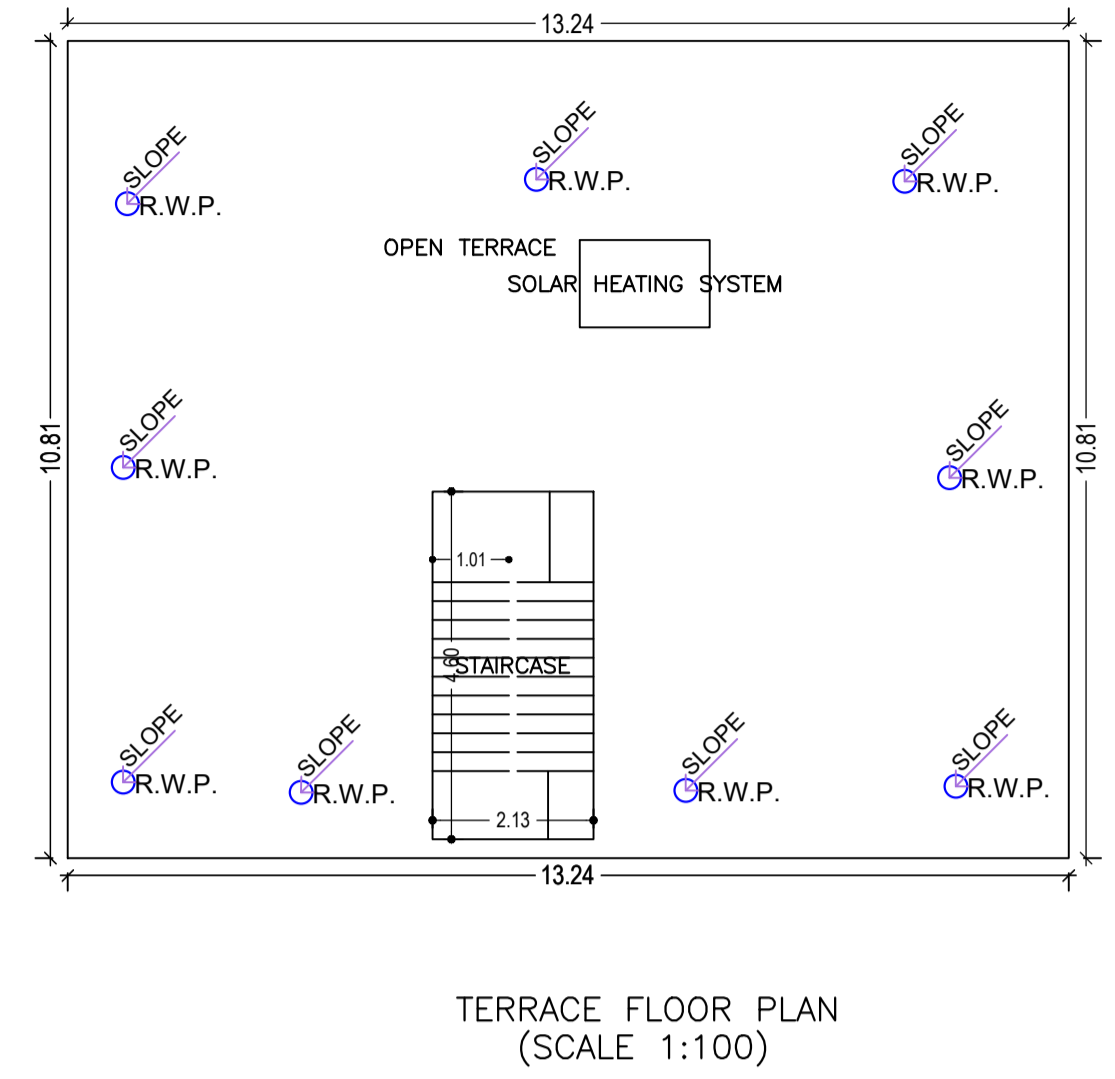 13.24
SLOPE
R.W.P.
SLOPE
R.W.P.
SLOPE
R.W.P.
OPEN TERRACE
SOLAR HEATING SYSTEM
10.81
10.81
SLOPE
R.W.P.
SLOPE
R.W.P.
1.01
4.60
STAIRCASE
SLOPE
R.W.P.
SLOPE
R.W.P.
SLOPE
R.W.P.
SLOPE
R.W.P.
2.13
13.24
TERRACE FLOOR PLAN
(SCALE 1:100)